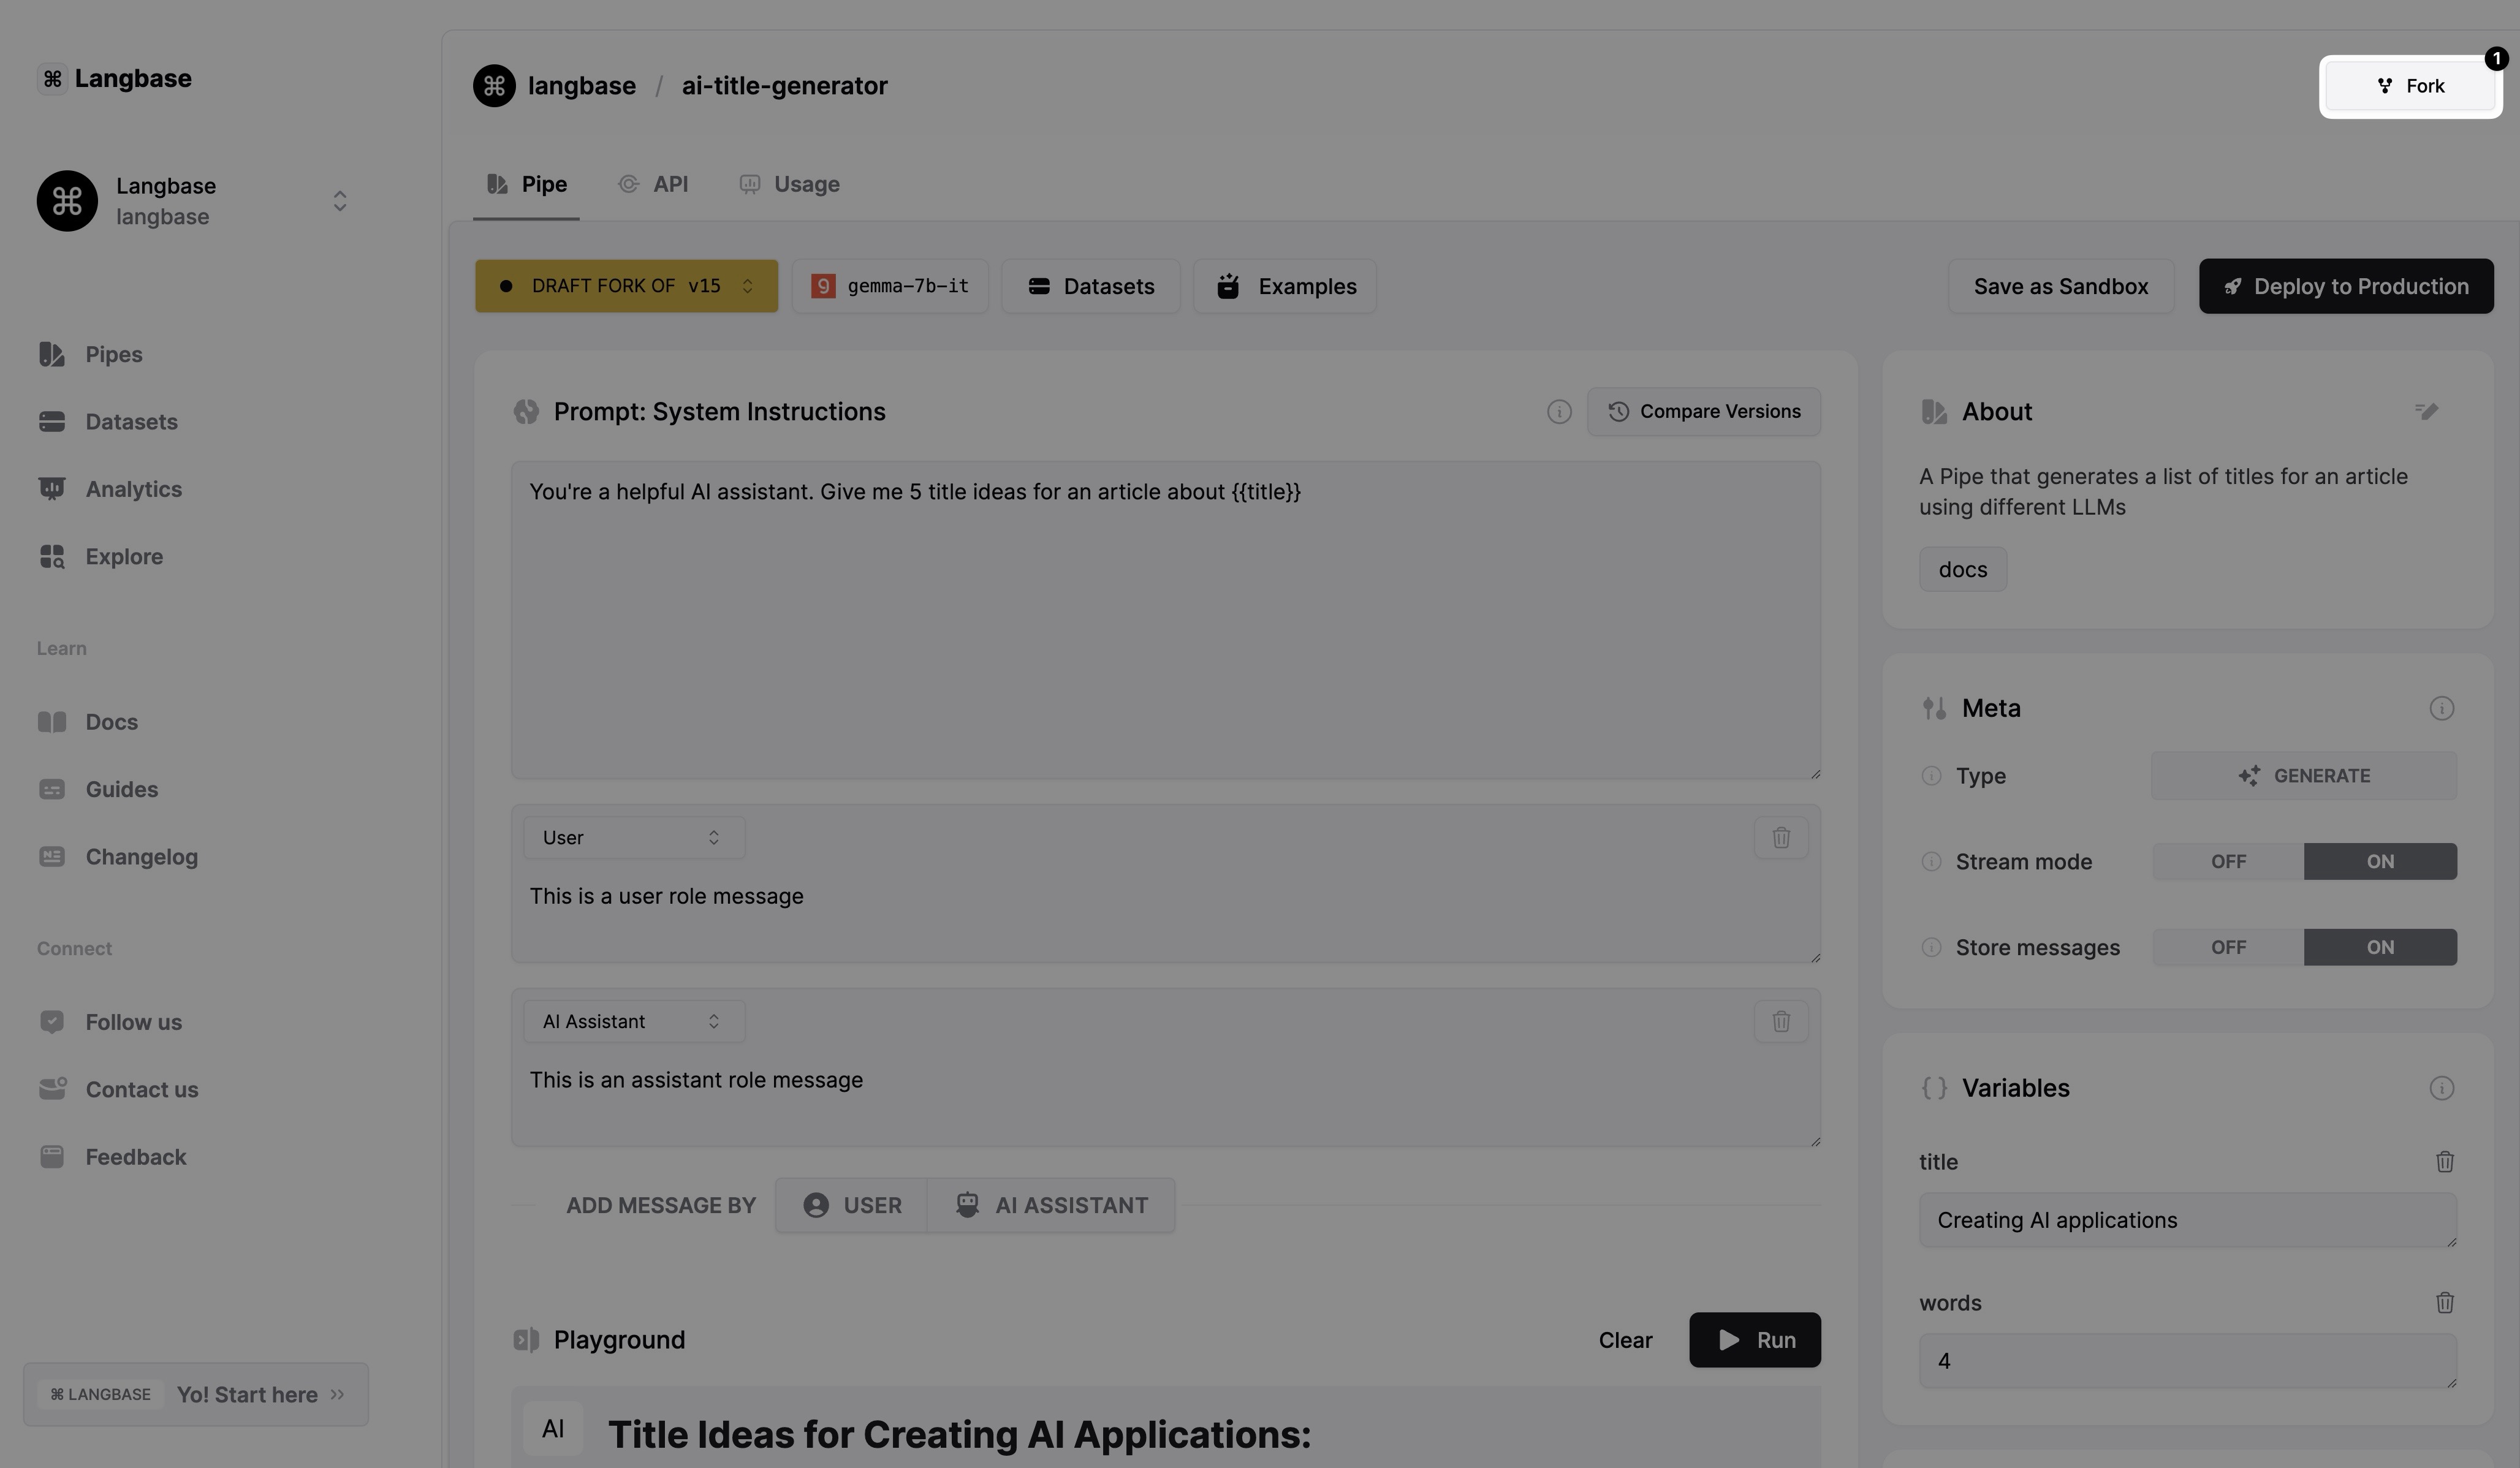 Langbase
langbase / ai-title-generator
Fork
1
Langbase
langbase
Pipe
API
Usage
DRAFT FORK OF v15
g gemma-7b-it
Datasets
Examples
Save as Sandbox
Deploy to Production
Pipes
Datasets
Analytics
Explore
Learn
Docs
Guides
Changelog
Connect
Follow us
Contact us
Feedback
⌘ LANGBASE
Yo! Start here
Prompt: System Instructions
Compare Versions
You're a helpful AI assistant. Give me 5 title ideas for an article about {{title}}
User
This is a user role message
AI Assistant
This is an assistant role message
ADD MESSAGE BY
USER
AI ASSISTANT
Playground
Clear
Run
AI
Title Ideas for Creating AI Applications:
About
A Pipe that generates a list of titles for an article
using different LLMs
docs
Meta
Type
GENERATE
Stream mode
OFF
ON
Store messages
OFF
ON
Variables
title
Creating AI applications
words
4